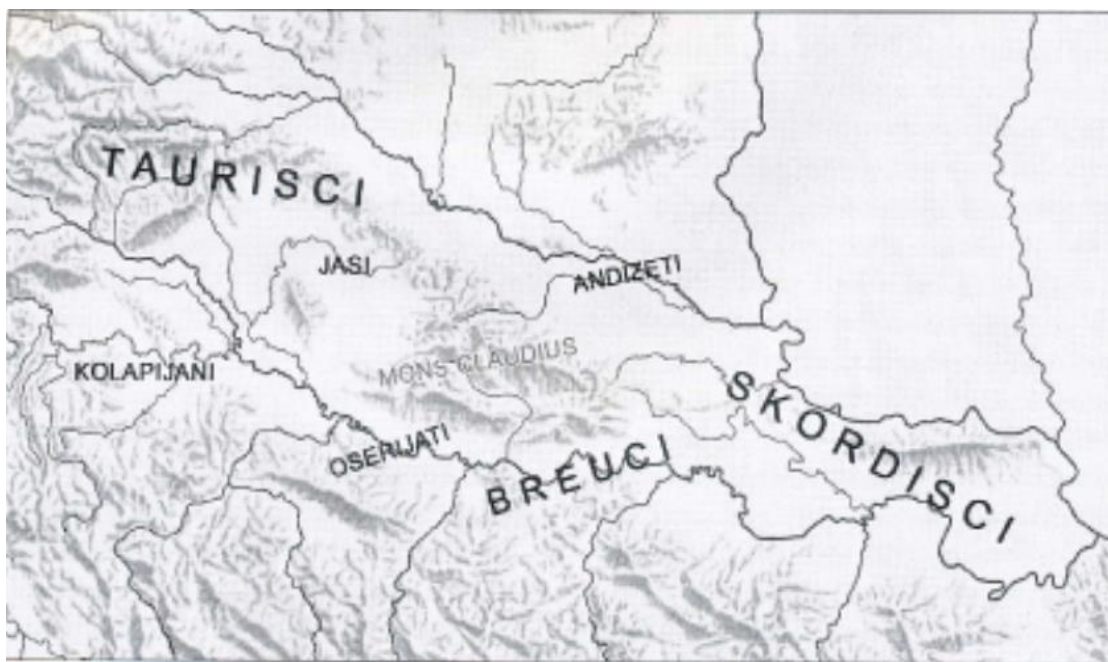 TAURISCI
JASI
ANDIZETI
KOLAPIJANI
MONS CLAUDIUS
SKORDISCI
OSERIJATI
BREUCI